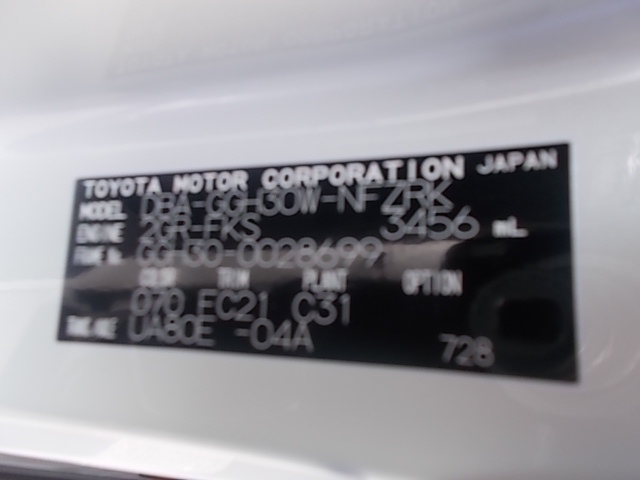 TOYOTA MOTOR CORPORATION JAPAN
MODEL DBA-GGH30W-NFZRK
ENGINE 2GR-FKS 3456 mL
FRAME No. GGH30-0028699
COLOR TRIM PLANT OPTION
070 FC21 C31
TRANS./AXLE UA80E -04A
728